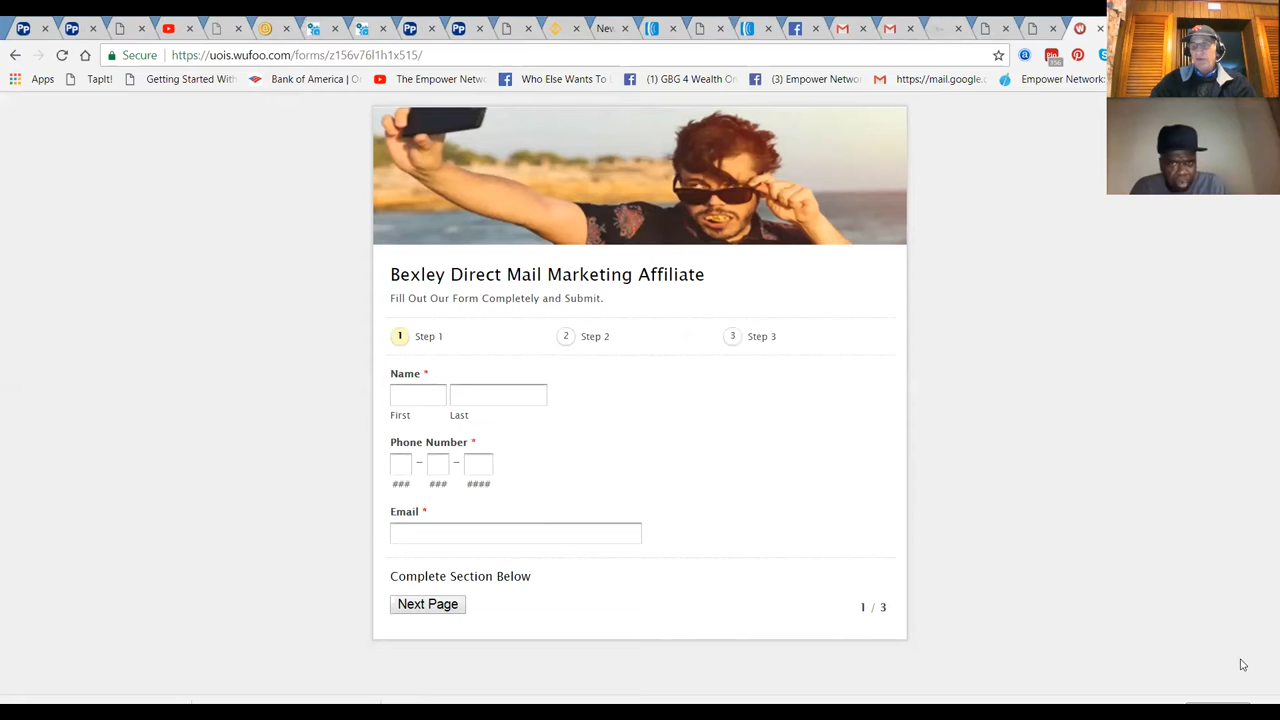 New
Secure
https://uois.wufoo.com/forms/z156v76l1h1x515/
Apps TapIt! Getting Started With Bank of America | The Empower Netw Who Else Wants To (1) GBG 4 Wealth Or (3) Empower Netwo https://mail.google.c Empower Network:
156
Bexley Direct Mail Marketing Affiliate
Fill Out Our Form Completely and Submit.
1 Step 1 2 Step 2 3 Step 3
Name *
First Last
Phone Number *
– –
### ### ####
Email *
Complete Section Below
Next Page
1 / 3